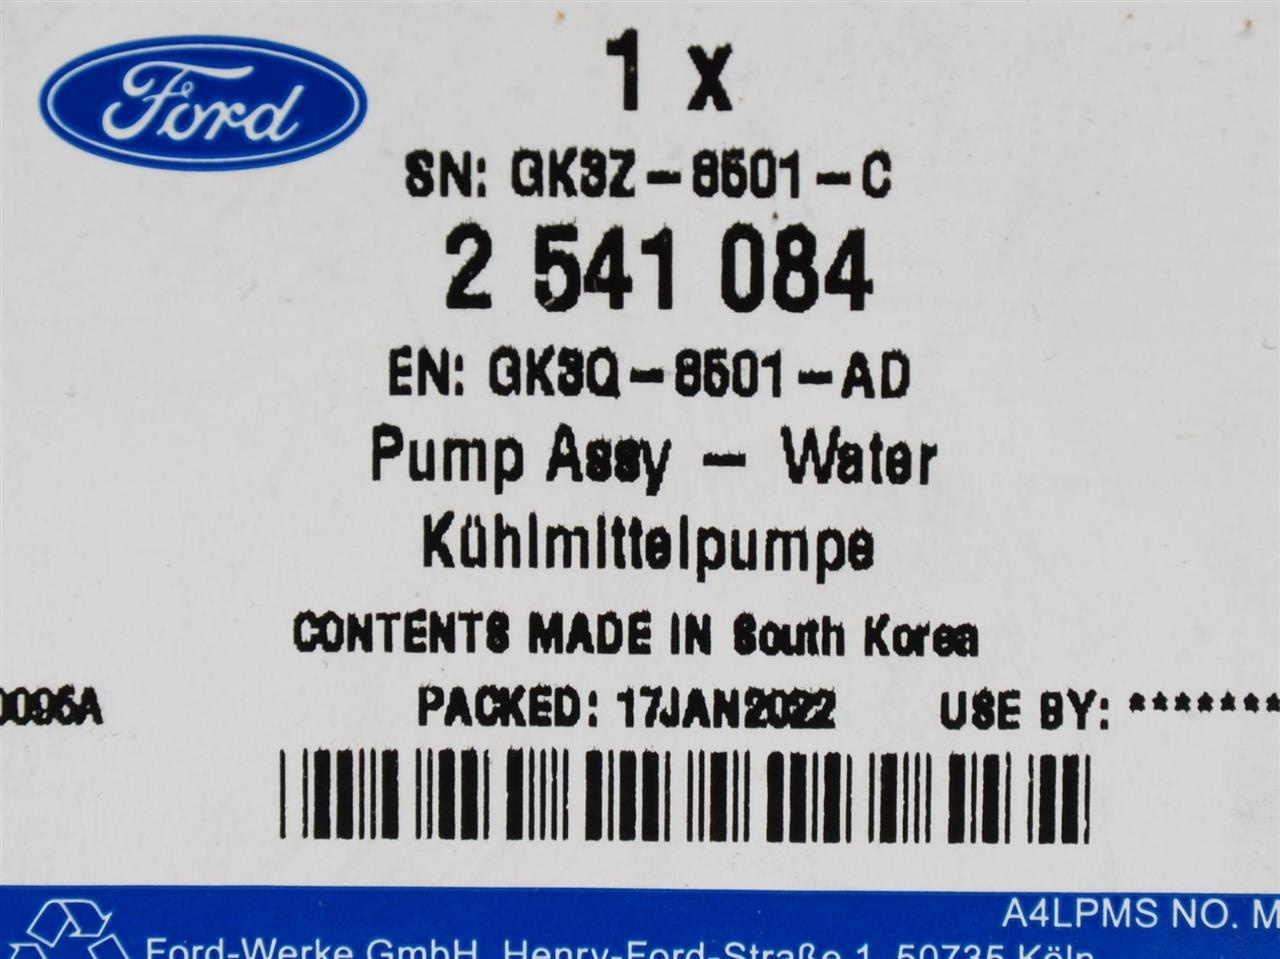 Ford
1 x
SN: GK3Z-8501-C
2 541 084
EN: GK3Q-8501-AD
Pump Assy - Water
Kühlmittelpumpe
CONTENTS MADE IN South Korea
PACKED: 17JAN2022 USE BY: *******
A4LPMS NO. M
Ford-Werke GmbH, Henry-Ford-Straße 1, 50735 Köln